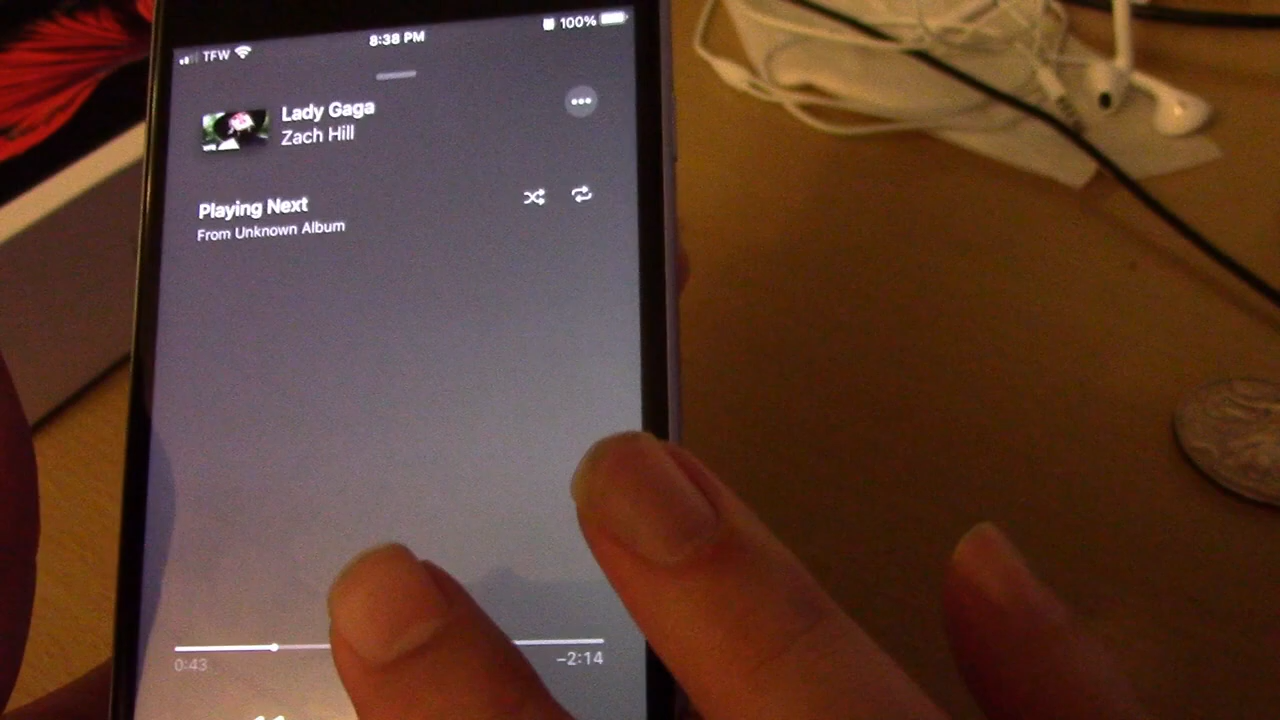 TFW 8:38 PM 100%
Lady Gaga
Zach Hill
Playing Next
From Unknown Album
0:43 −2:14